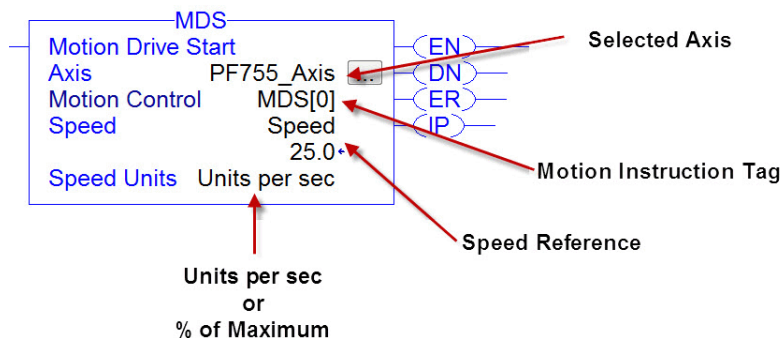 MDS
Motion Drive Start
EN
Axis PF755_Axis ...
DN
Motion Control MDS[0]
ER
Speed Speed
IP
25.0
Speed Units Units per sec
Selected Axis
Motion Instruction Tag
Speed Reference
Units per sec
or
% of Maximum